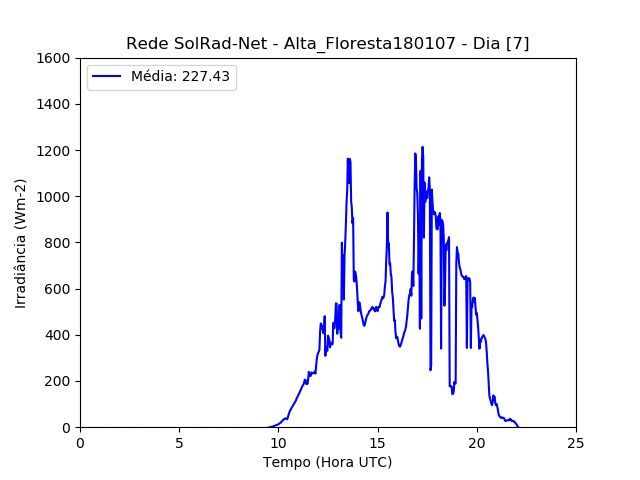 Rede SolRad-Net - Alta_Floresta180107 - Dia [7]
Média: 227.43
Irradiância (Wm-2)
1600
1400
1200
1000
800
600
400
200
0
0 5 10 15 20 25
Tempo (Hora UTC)